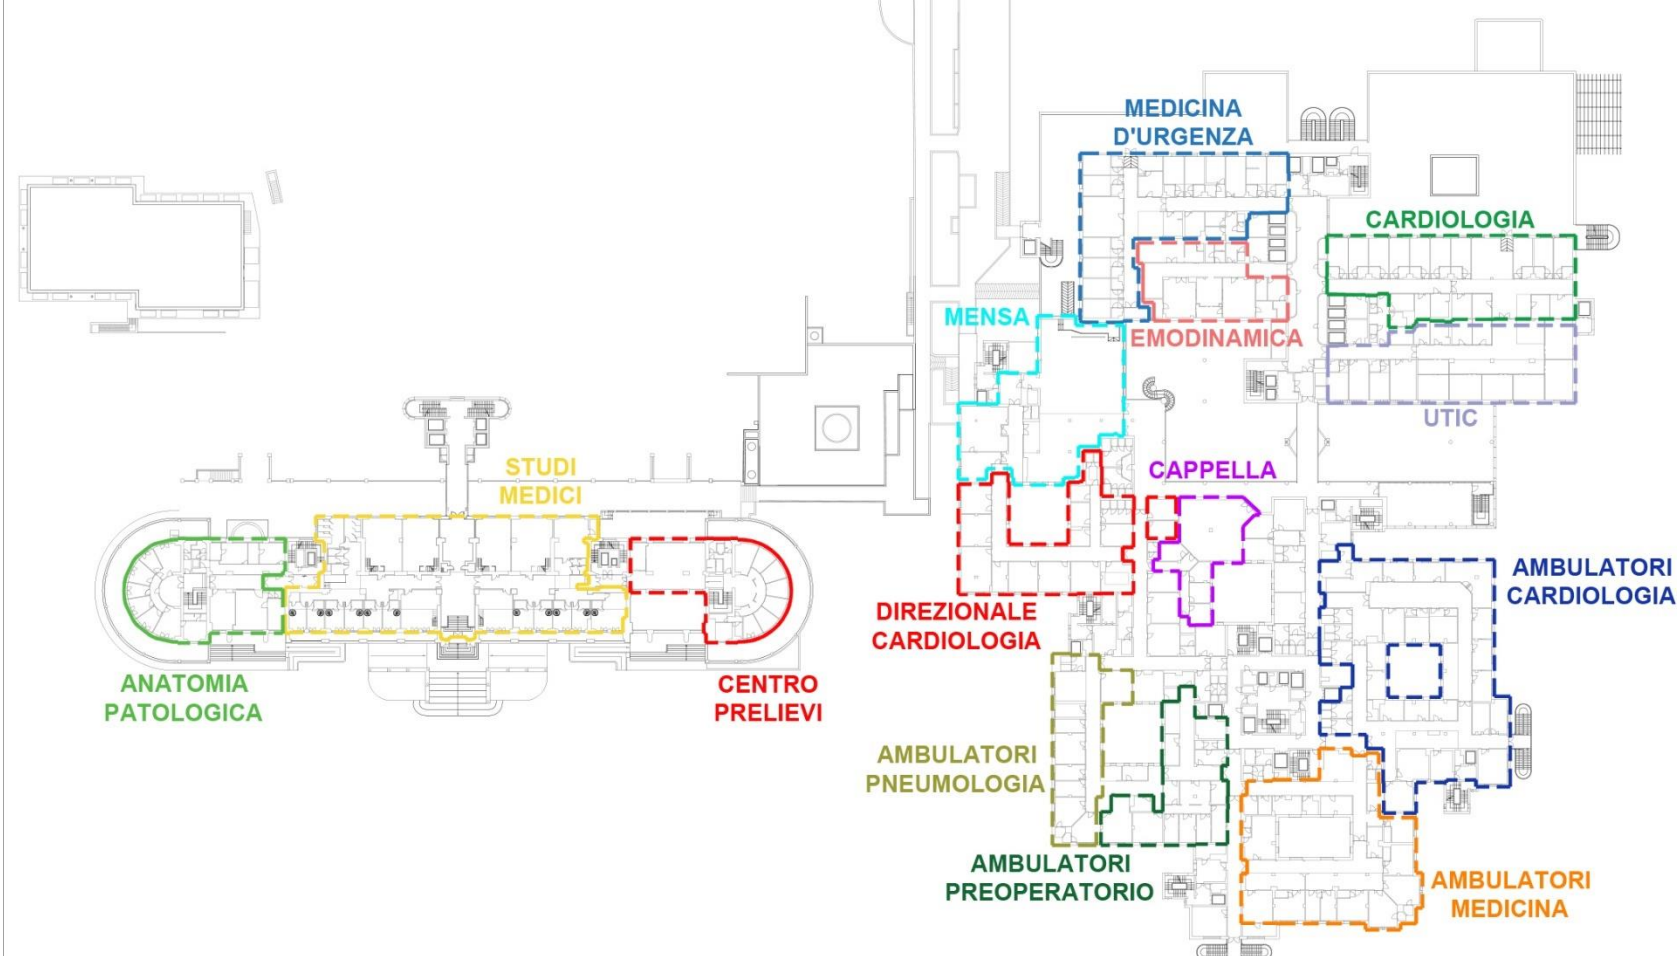 MEDICINA
D'URGENZA
CARDIOLOGIA
MENSA
EMODINAMICA
UTIC
STUDI
MEDICI
CAPPELLA
AMBULATORI
CARDIOLOGIA
DIREZIONALE
CARDIOLOGIA
ANATOMIA
PATOLOGICA
CENTRO
PRELIEVI
AMBULATORI
PNEUMOLOGIA
AMBULATORI
PREOPERATORIO
AMBULATORI
MEDICINA